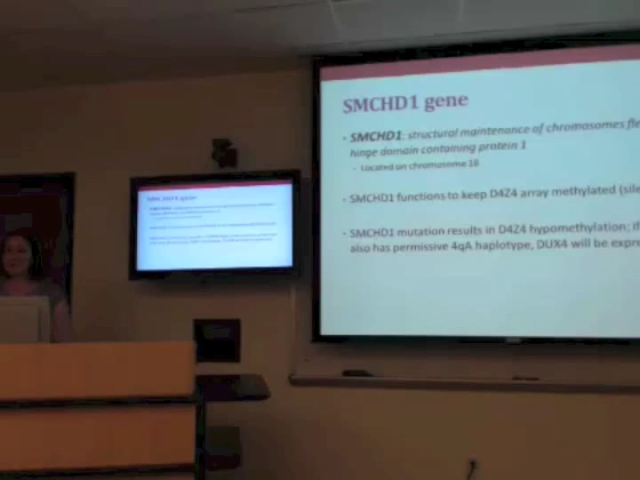 SMCHD1 gene
- SMCHD1: structural maintenance of chromosomes fle
hinge domain containing protein 1
- Located on chromosome 18
- SMCHD1 functions to keep D4Z4 array methylated (sile
- SMCHD1 mutation results in D4Z4 hypomethylation; if
also has permissive 4qA haplotype, DUX4 will be expre
SMCHD1 gene